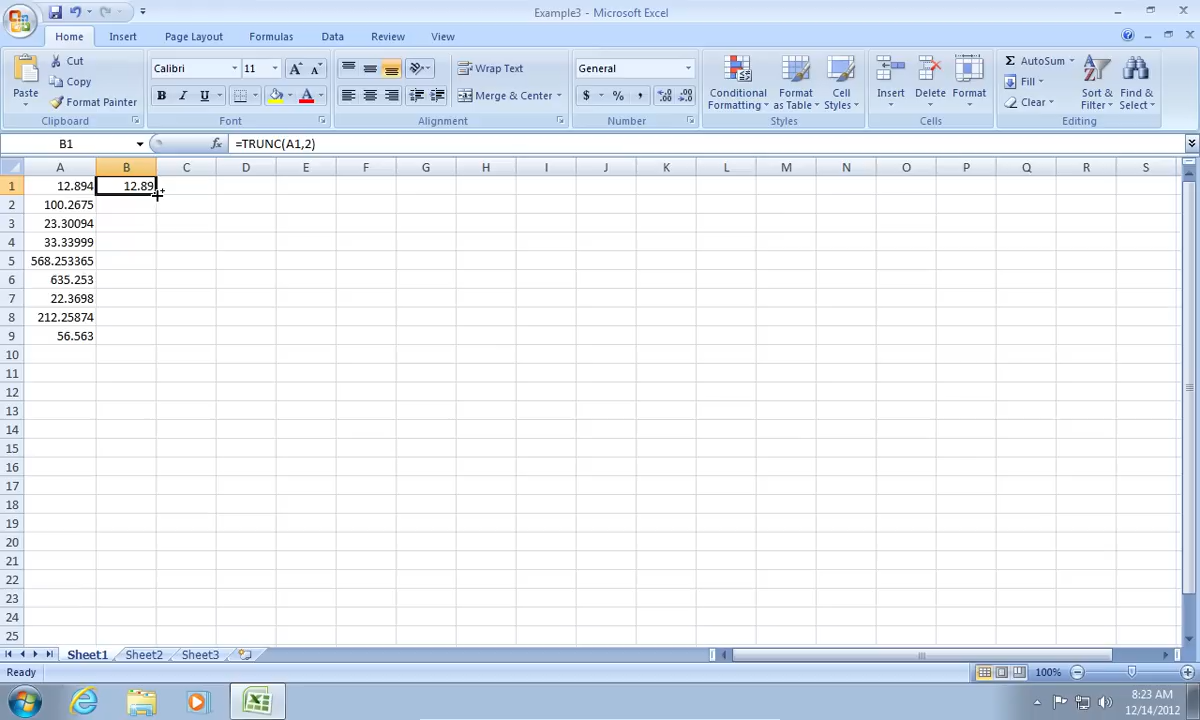 Example3 - Microsoft Excel
Home Insert Page Layout Formulas Data Review View
Paste Cut Copy Format Painter
Calibri 11
B I U A A A
Wrap Text
Merge & Center
General
$ % , .0 .00 .00 .0
Conditional Formatting Format as Table Cell Styles
Insert Delete Format
Σ AutoSum Fill Clear
Sort & Filter Find & Select
Clipboard Font Alignment Number Styles Cells Editing
B1 fx =TRUNC(A1,2)
A B C D E F G H I J K L M N O P Q R S
1 12.894 12.89
2 100.2675
3 23.30094
4 33.33999
5 568.253365
6 635.253
7 22.3698
8 212.25874
9 56.563
10
11
12
13
14
15
16
17
18
19
20
21
22
23
24
25
Sheet1 Sheet2 Sheet3
Ready 100%
8:23 AM
12/14/2012